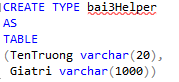 CREATE TYPE bai3Helper
AS
TABLE
(TenTruong varchar(20),
Giatri varchar(1000))